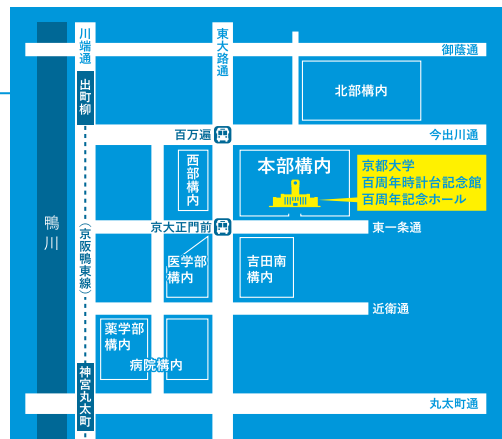 川端通
東大路通
御蔭通
出町柳
北部構内
百万遍
今出川通
西部構内
本部構内
京都大学
百周年時計台記念館
百周年記念ホール
鴨川
京大正門前
東一条通
(京阪鴨東線)
医学部
構内
吉田南
構内
近衛通
薬学部
構内
病院構内
神宮丸太町
丸太町通